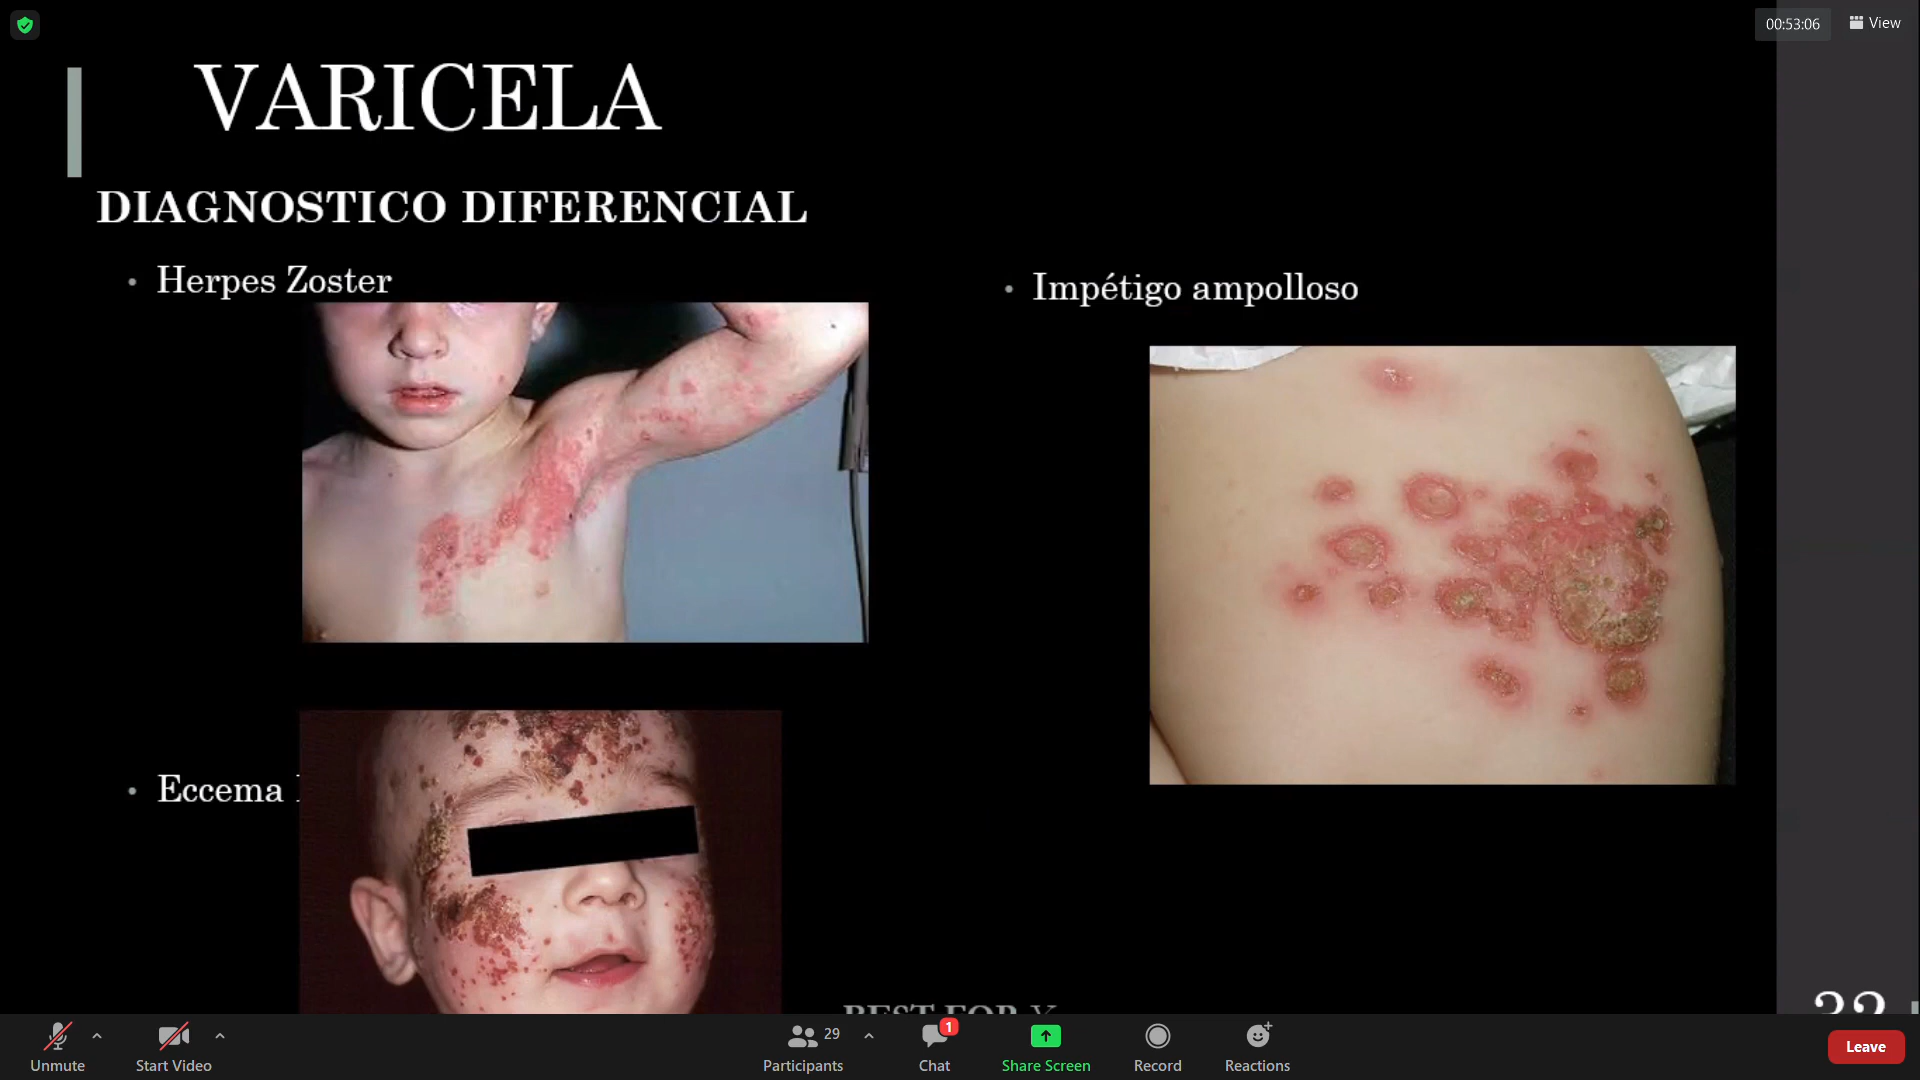 00:53:06
View
VARICELA
DIAGNOSTICO DIFERENCIAL
• Herpes Zoster
• Impétigo ampolloso
• Eccema
Unmute
Start Video
29
Participants
1
Chat
Share Screen
Record
Reactions
Leave